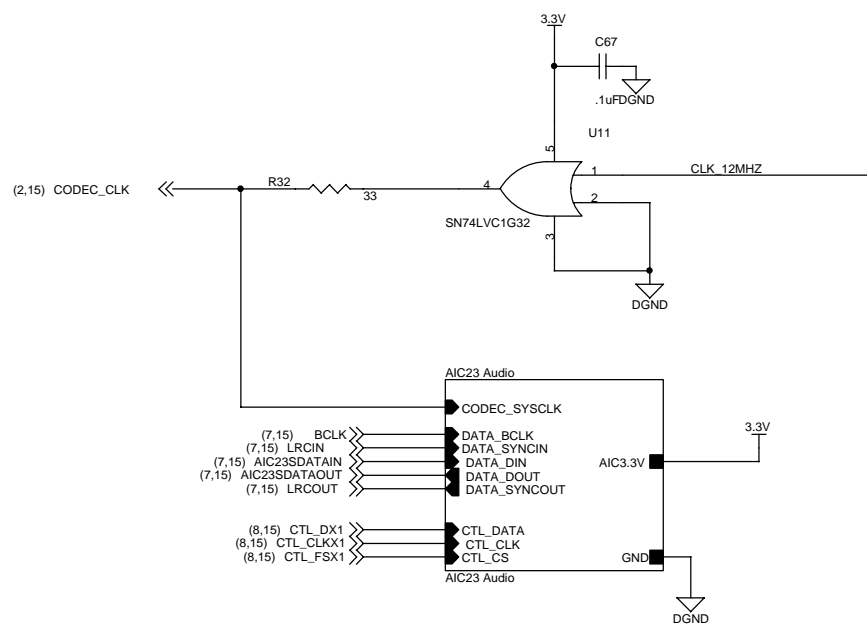 3.3V
C67
.1uFDGND
U11
5
1 CLK_12MHZ
(2,15) CODEC_CLK R32 33 4 2
SN74LVC1G32
3
DGND
AIC23 Audio
CODEC_SYSCLK
(7,15) BCLK DATA_BCLK 3.3V
(7,15) LRCIN DATA_SYNCIN
(7,15) AIC23SDATAIN DATA_DIN AIC3.3V
(7,15) AIC23SDATAOUT DATA_DOUT
(7,15) LRCOUT DATA_SYNCOUT
(8,15) CTL_DX1 CTL_DATA
(8,15) CTL_CLKX1 CTL_CLK
(8,15) CTL_FSX1 CTL_CS GND
AIC23 Audio
DGND